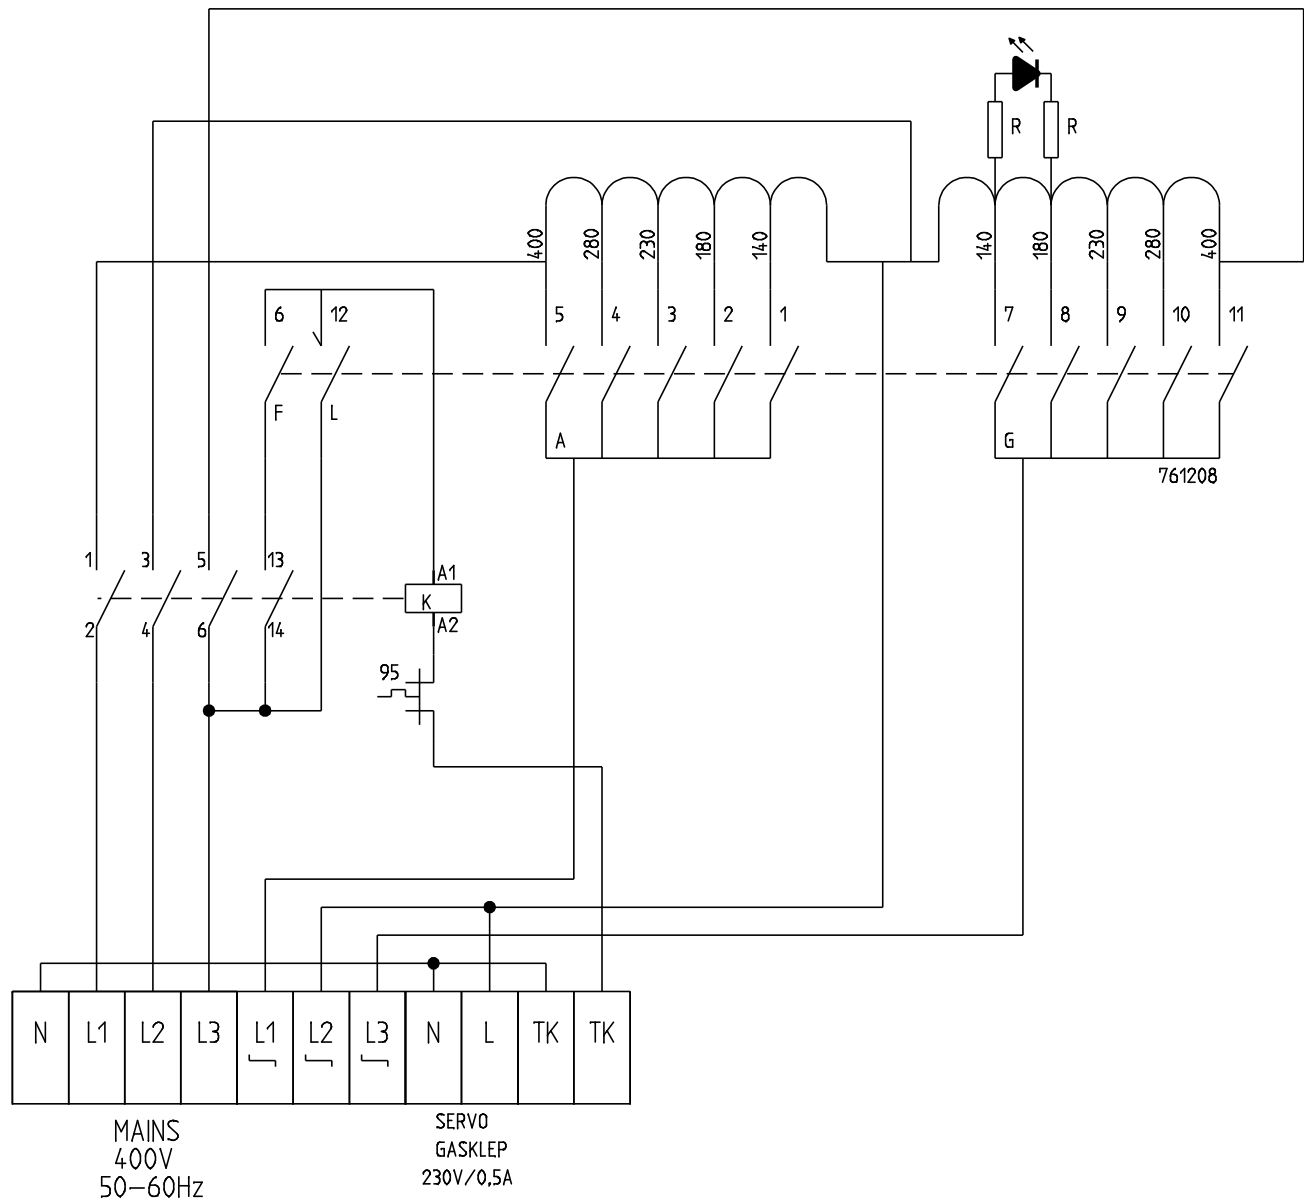 R R
400 280 230 180 140 140 180 230 280 400
6 12 5 4 3 2 1 7 8 9 10 11
F L A G
761208
1 3 5 13 A1
K
2 4 6 14 A2
95
N L1 L2 L3 L1 L2 L3 N L TK TK
MAINS
400V
50-60Hz
SERVO
GASKLEP
230V/0,5A